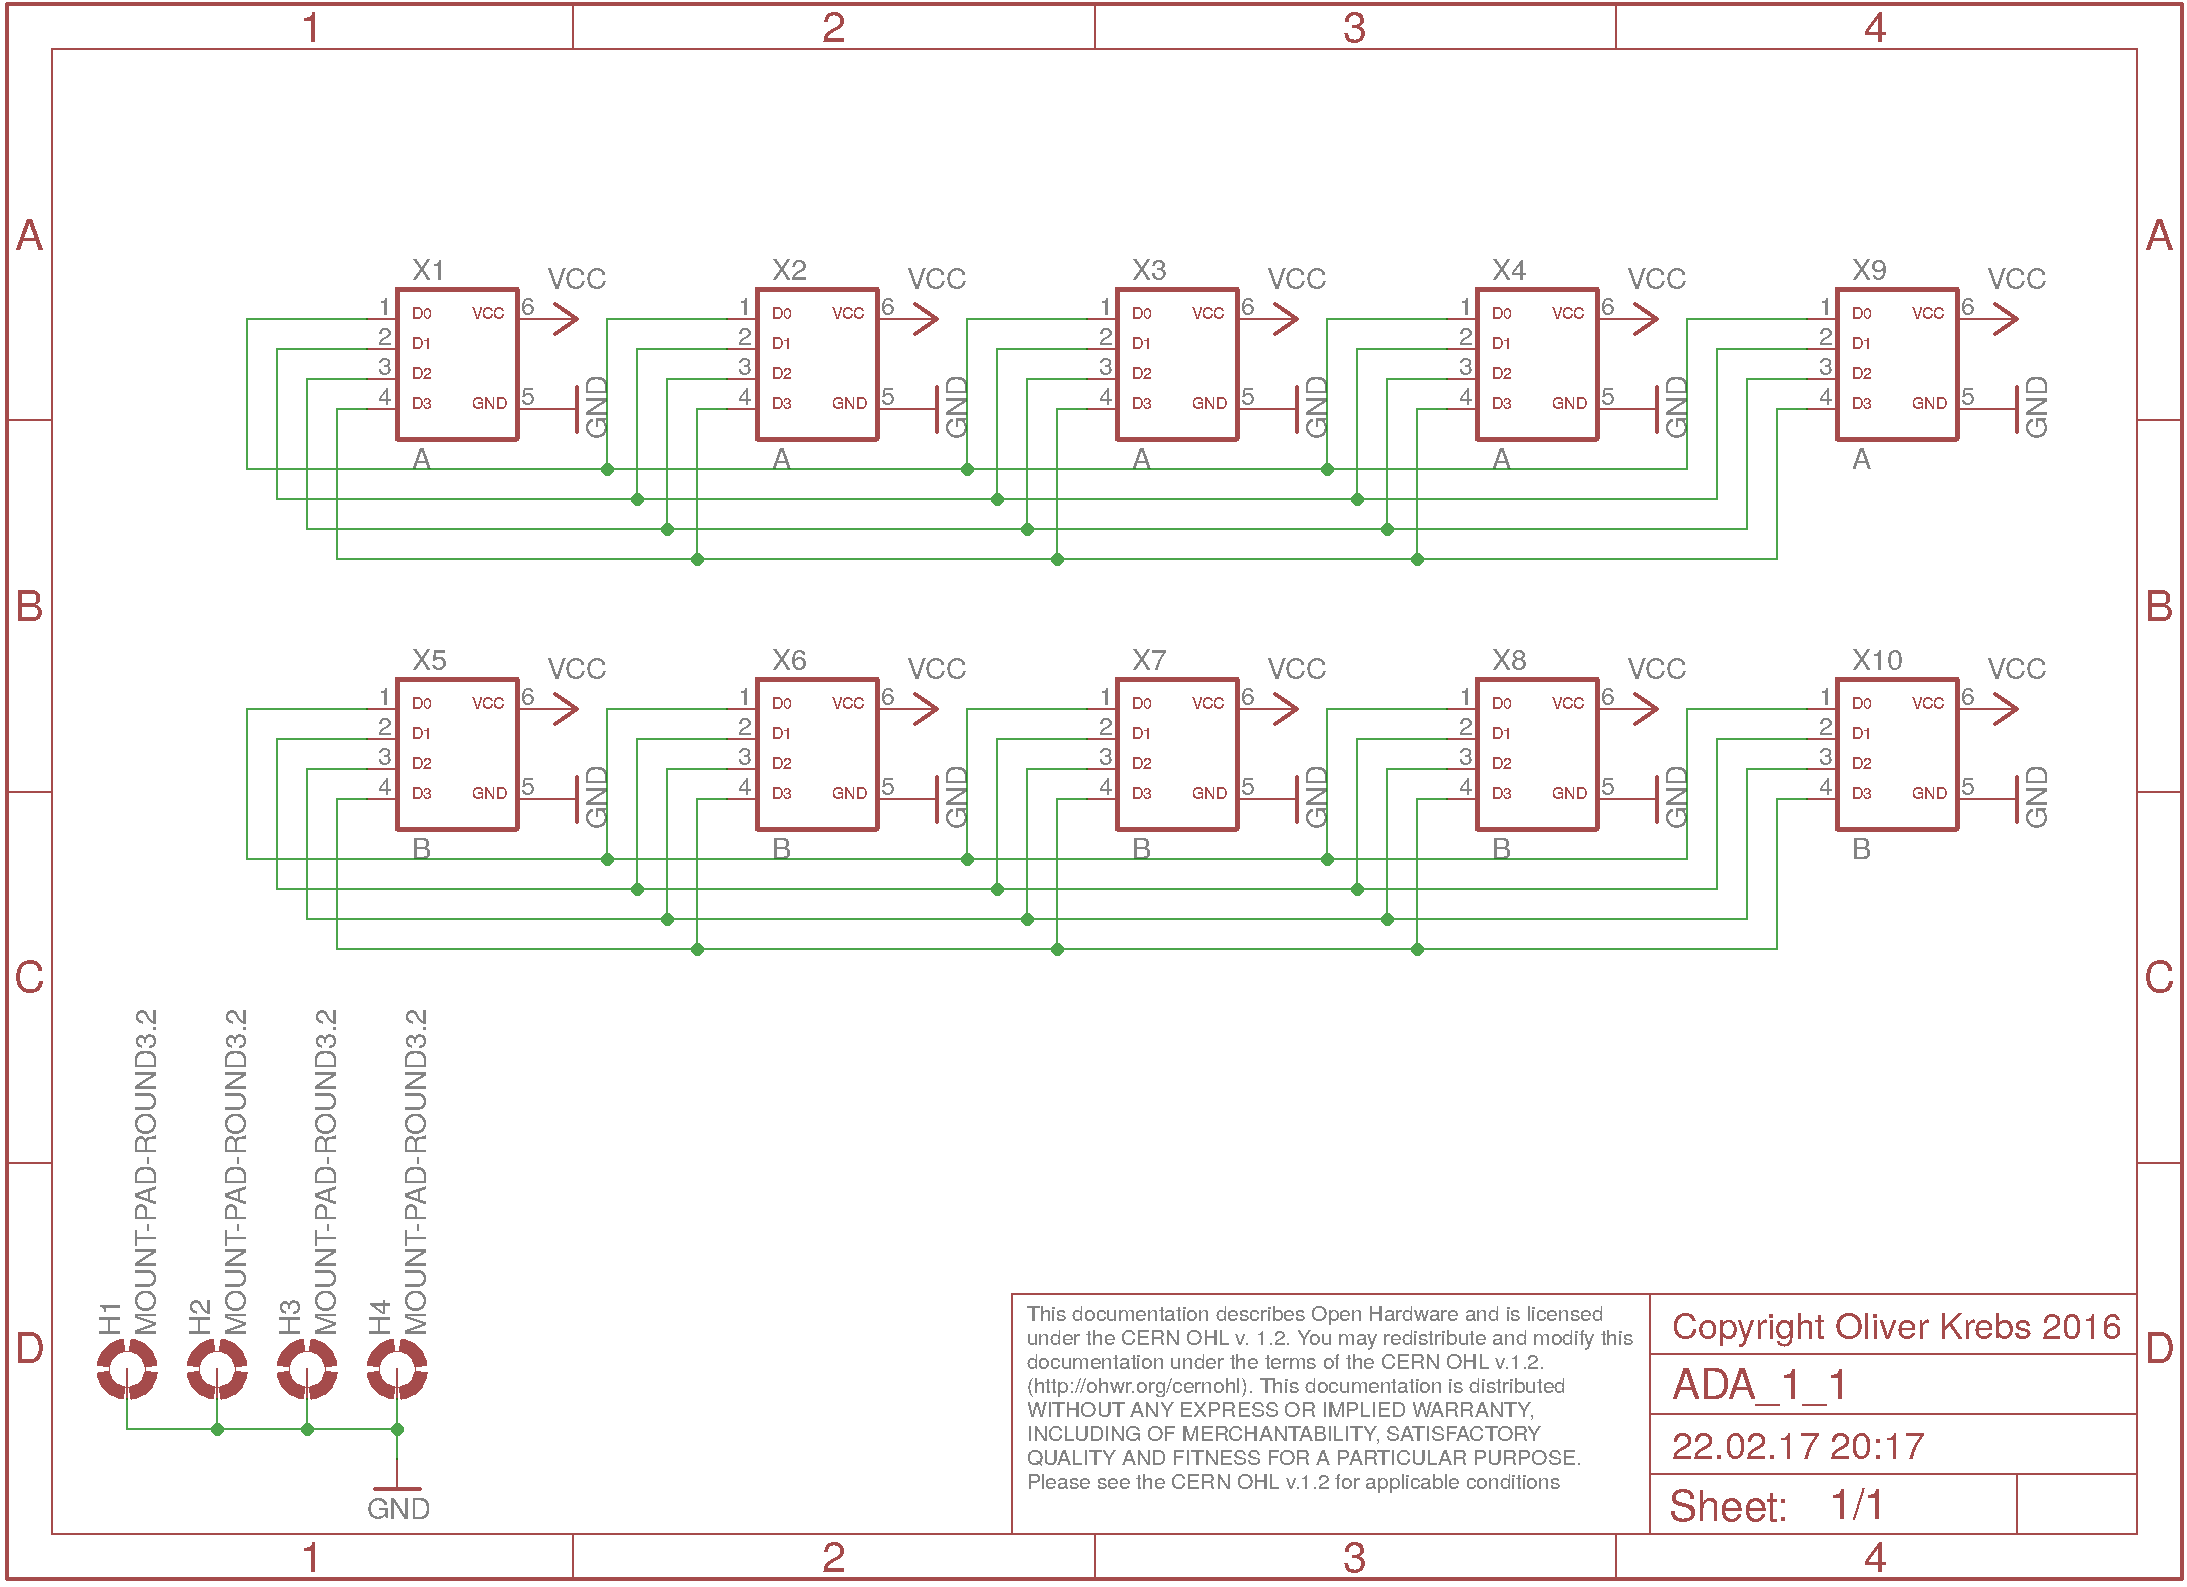 1 2 3 4
A A
X1 VCC X2 VCC X3 VCC X4 VCC X9 VCC
1 D0 VCC 6 1 D0 VCC 6 1 D0 VCC 6 1 D0 VCC 6 1 D0 VCC 6
2 D1 2 D1 2 D1 2 D1 2 D1
3 D2 3 D2 3 D2 3 D2 3 D2
4 D3 GND 5 GND 4 D3 GND 5 GND 4 D3 GND 5 GND 4 D3 GND 5 GND 4 D3 GND 5 GND
A A A A A
B B
X5 VCC X6 VCC X7 VCC X8 VCC X10 VCC
1 D0 VCC 6 1 D0 VCC 6 1 D0 VCC 6 1 D0 VCC 6 1 D0 VCC 6
2 D1 2 D1 2 D1 2 D1 2 D1
3 D2 3 D2 3 D2 3 D2 3 D2
4 D3 GND 5 GND 4 D3 GND 5 GND 4 D3 GND 5 GND 4 D3 GND 5 GND 4 D3 GND 5 GND
B B B B B
C C
H1
MOUNT-PAD-ROUND3.2
H2
MOUNT-PAD-ROUND3.2
H3
MOUNT-PAD-ROUND3.2
H4
MOUNT-PAD-ROUND3.2
GND
D D
This documentation describes Open Hardware and is licensed
under the CERN OHL v. 1.2. You may redistribute and modify this
documentation under the terms of the CERN OHL v.1.2.
(http://ohwr.org/cernohl). This documentation is distributed
WITHOUT ANY EXPRESS OR IMPLIED WARRANTY,
INCLUDING OF MERCHANTABILITY, SATISFACTORY
QUALITY AND FITNESS FOR A PARTICULAR PURPOSE.
Please see the CERN OHL v.1.2 for applicable conditions
Copyright Oliver Krebs 2016
ADA_1_1
22.02.17 20:17
Sheet: 1/1
1 2 3 4